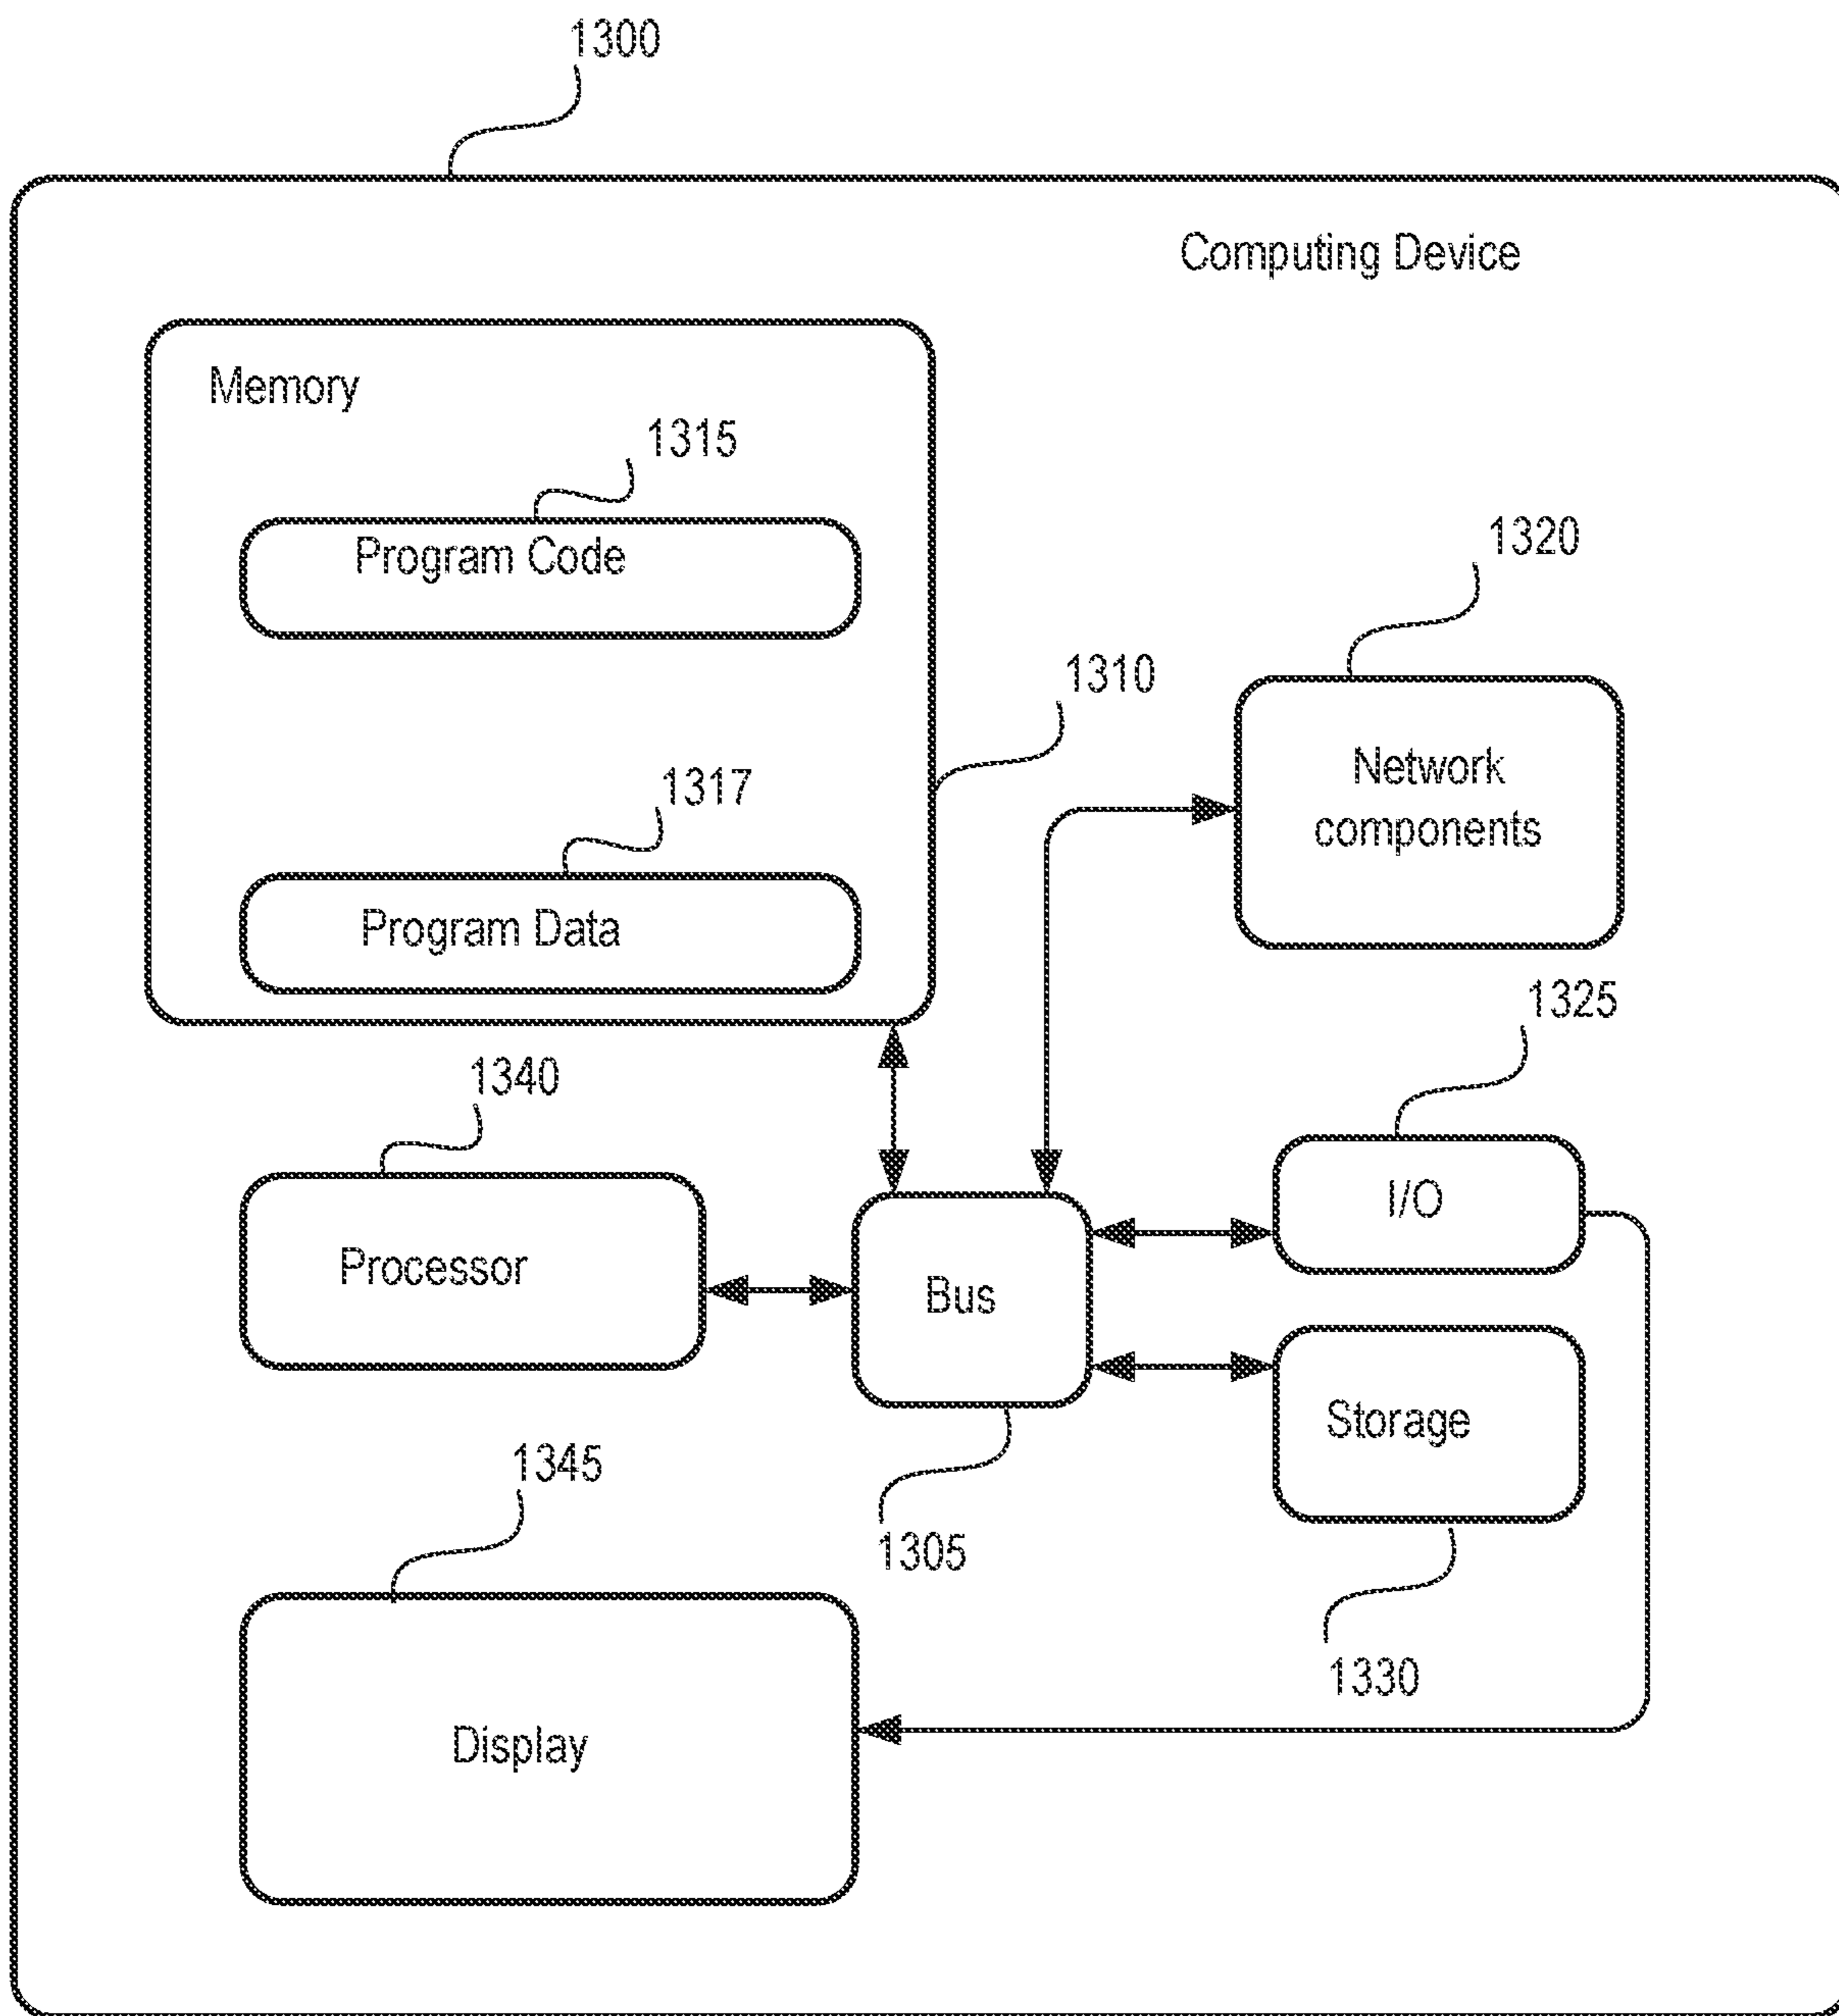 1300
Computing Device
Memory
1315
Program Code
1320
1310
Network
components
1317
Program Data
1325
1340
I/O
Processor
Bus
Storage
1345
1305
1330
Display